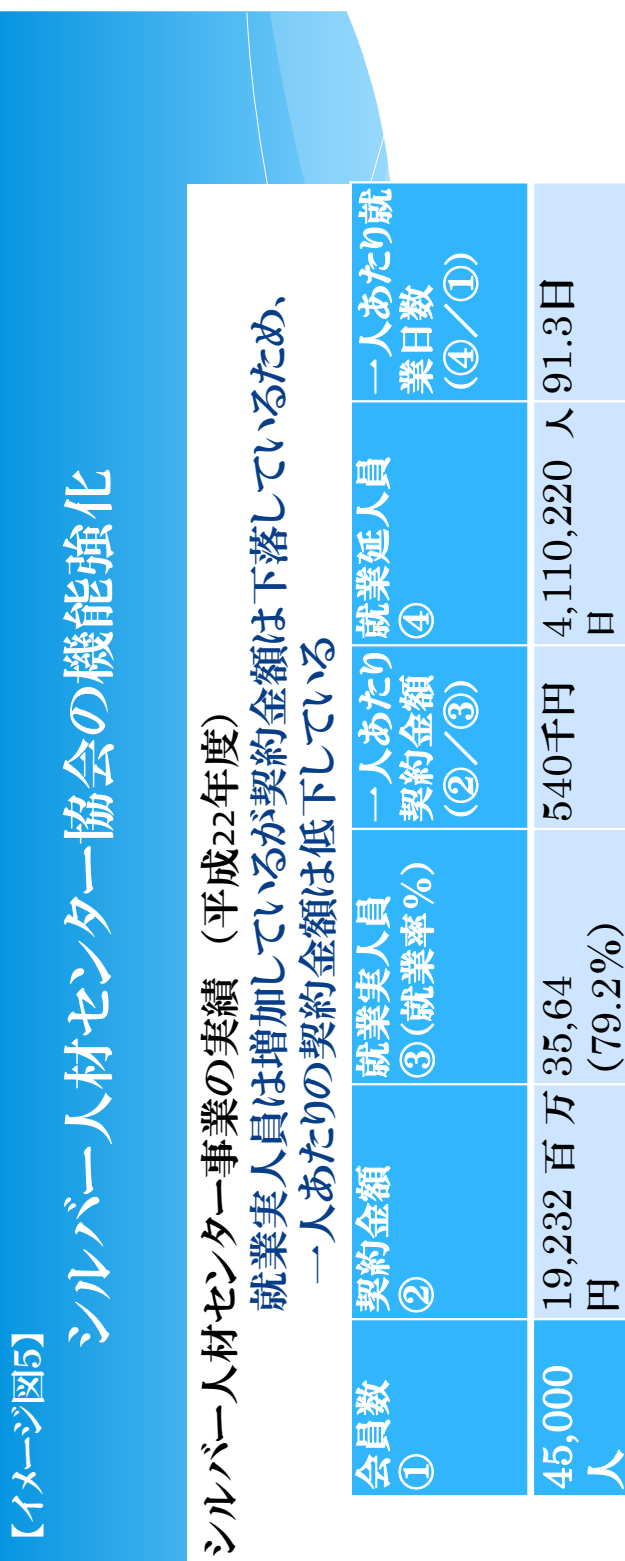 【イメージ図5】
シルバー人材センター協会の機能強化
シルバー人材センター事業の実績 （平成22年度）
就業実人員は増加しているが契約金額は下落しているため、
一人あたりの契約金額は低下している
会員数
①
契約金額
②
就業実人員
③(就業率%)
一人あたり
契約金額
(②／③)
就業延人員
④
一人あたり就
業日数
(④／①)
45,000
人
19,232 百 万
円
35,64
(79.2%)
540千円
4,110,220 人
日
91.3日